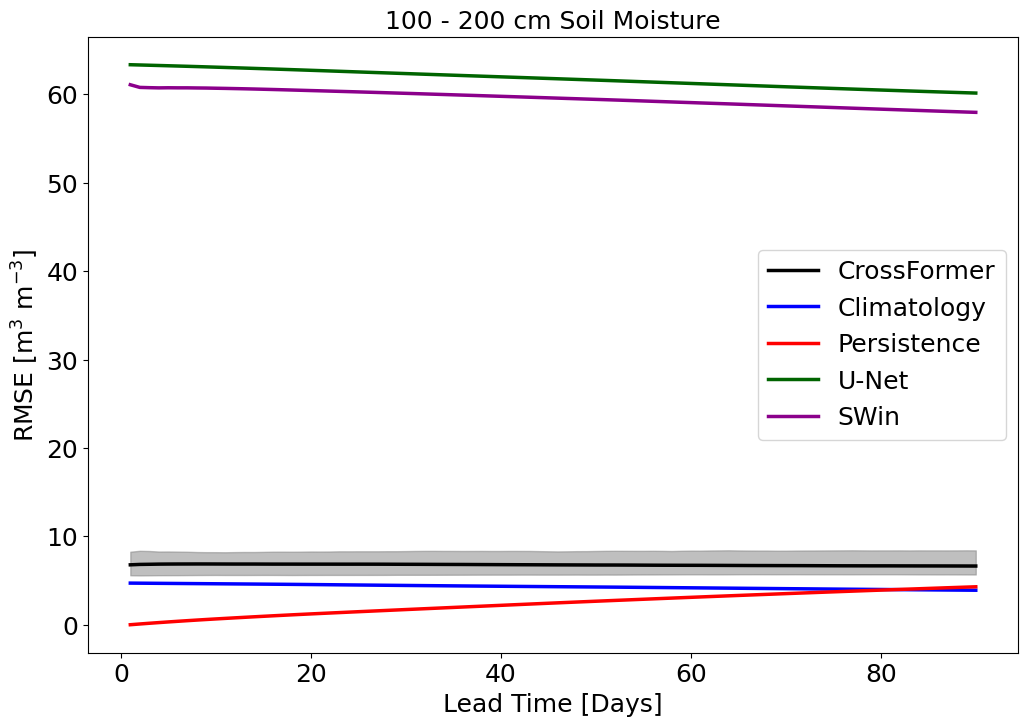 100 - 200 cm Soil Moisture
RMSE [m³ m⁻³]
60
50
40
30
20
10
0
CrossFormer
Climatology
Persistence
U-Net
SWin
0 20 40 60 80
Lead Time [Days]